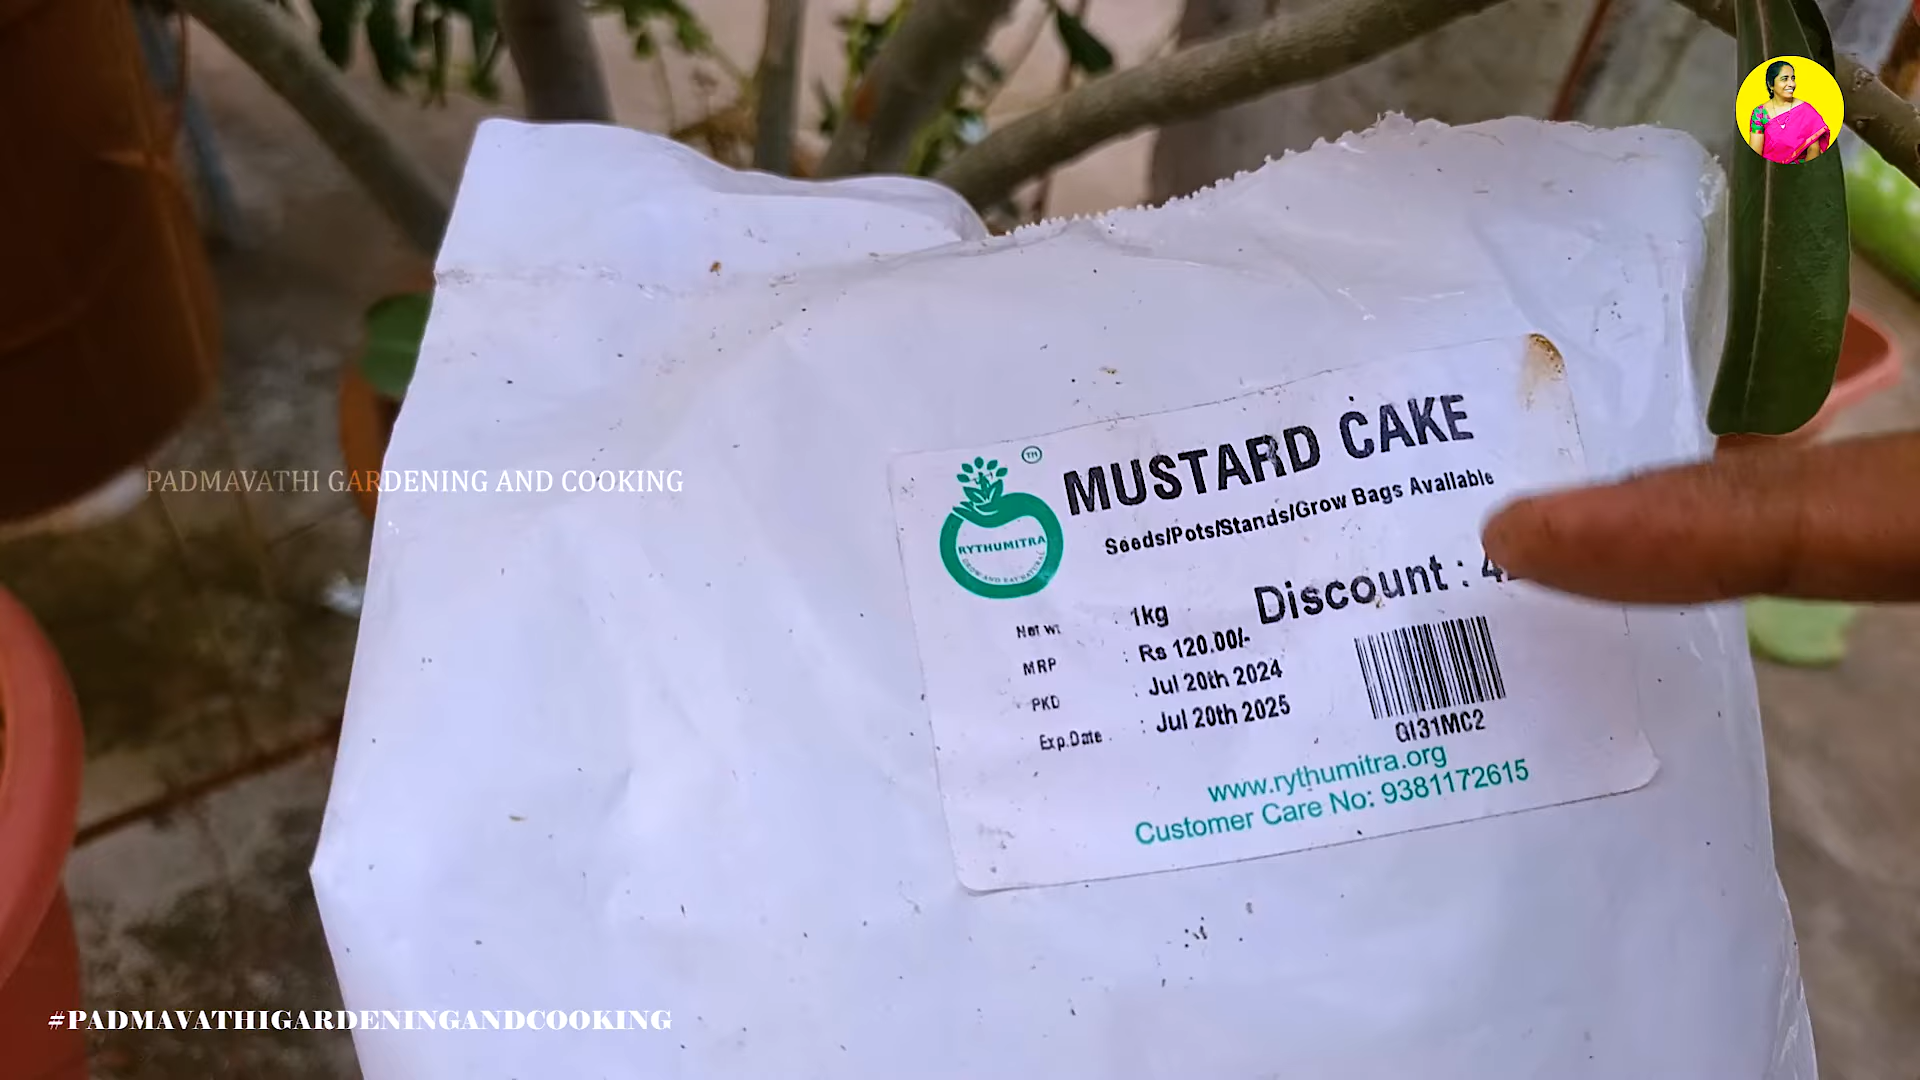 PADMAVATHI GARDENING AND COOKING
TM
RYTHUMITRA
MUSTARD CAKE
Seeds/Pots/Stands/Grow Bags Available
Discount :
Net wt : 1kg
MRP : Rs 120.00/-
PKD : Jul 20th 2024
Exp.Date : Jul 20th 2025
GI31MC2
www.rythumitra.org
Customer Care No: 9381172615
#PADMAVATHIGARDENINGANDCOOKING